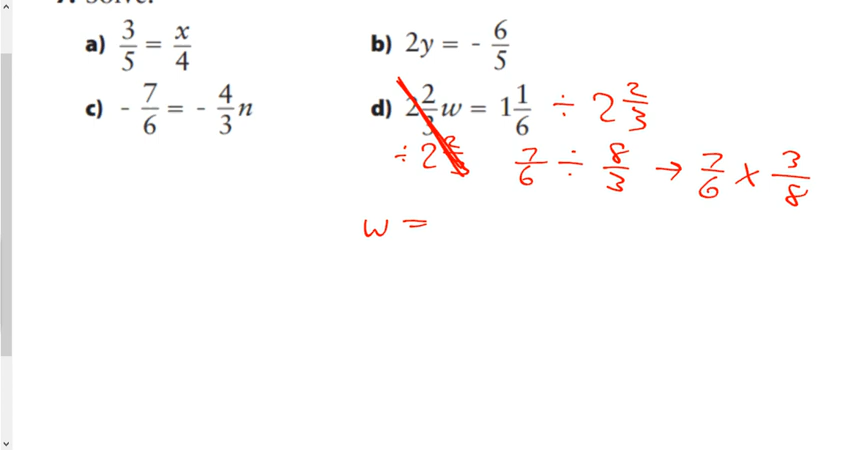 a) 3/5 = x/4
b) 2y = - 6/5
c) - 7/6 = - 4/3 n
d) 2 2/3 w = 1 1/6 ÷ 2 2/3
÷ 2 2/3 7/6 ÷ 8/3 → 7/6 × 3/8
w =